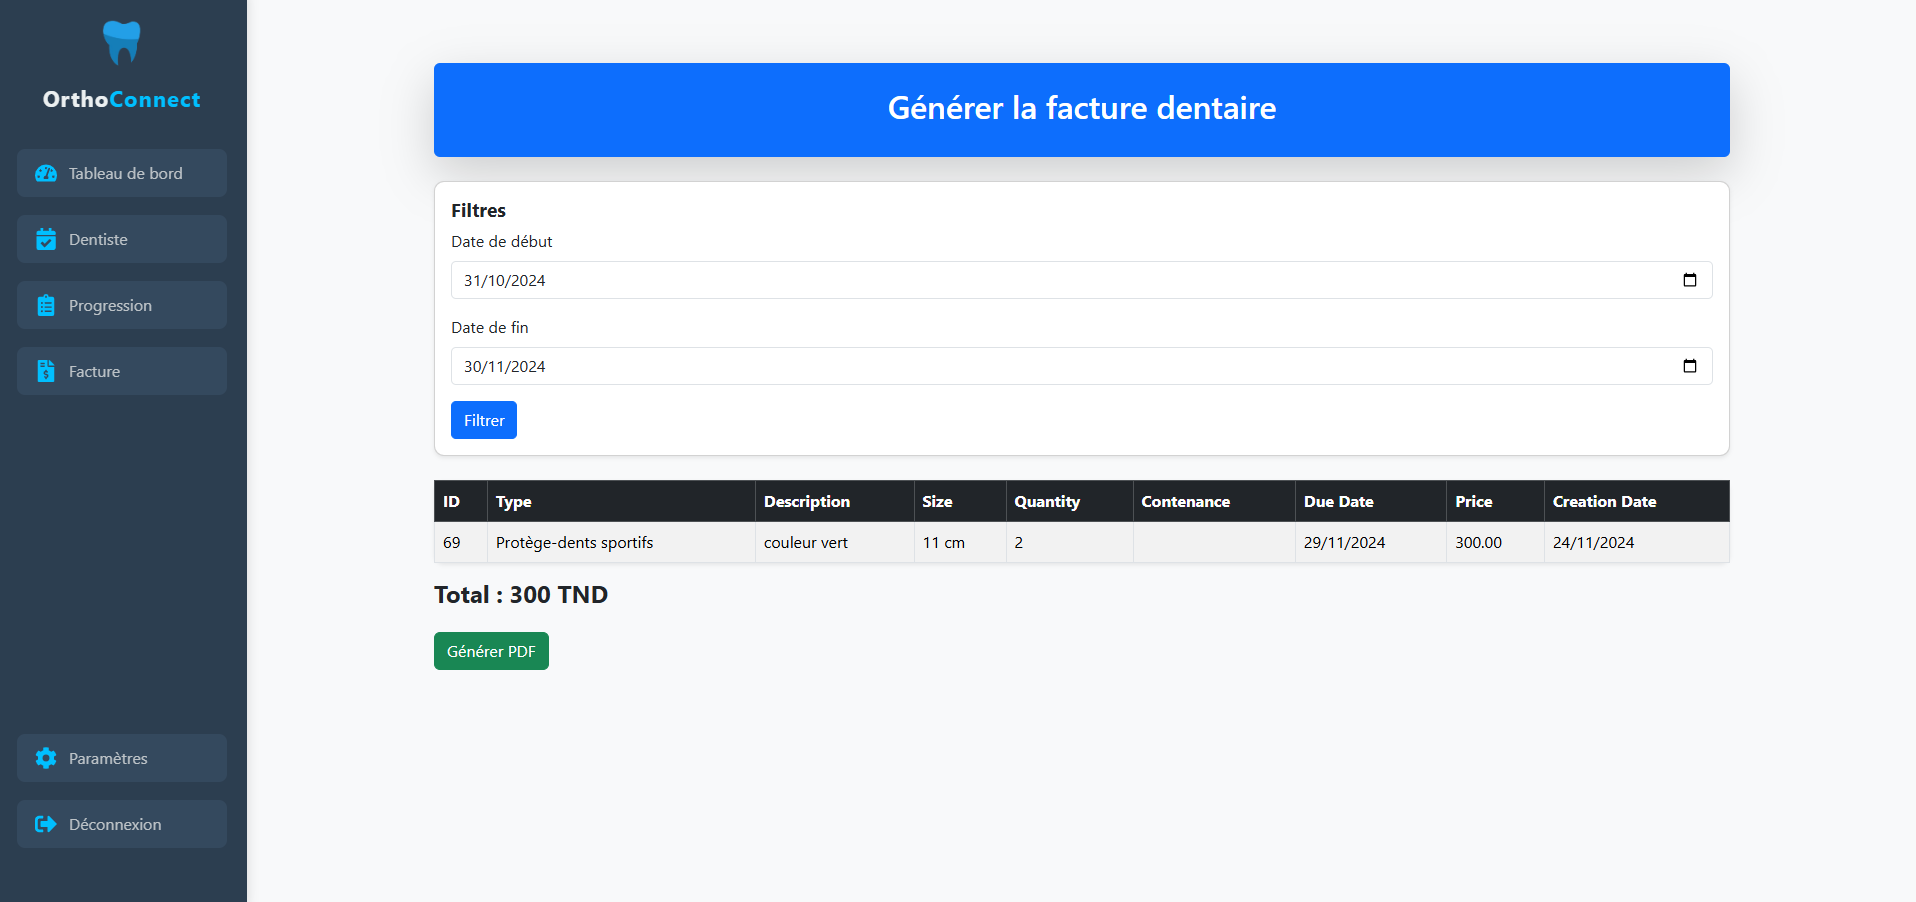 OrthoConnect
Tableau de bord
Dentiste
Progression
Facture
Paramètres
Déconnexion
Générer la facture dentaire
Filtres
Date de début
31/10/2024
Date de fin
30/11/2024
Filtrer
ID Type Description Size Quantity Contenance Due Date Price Creation Date
69 Protège-dents sportifs couleur vert 11 cm 2 29/11/2024 300.00 24/11/2024
Total : 300 TND
Générer PDF